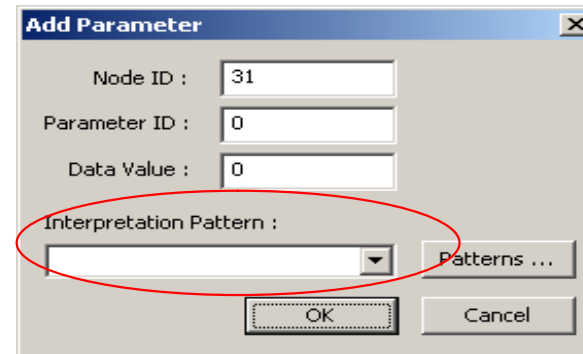 Add Parameter
Node ID : 31
Parameter ID : 0
Data Value : 0
Interpretation Pattern :
Patterns ...
OK Cancel